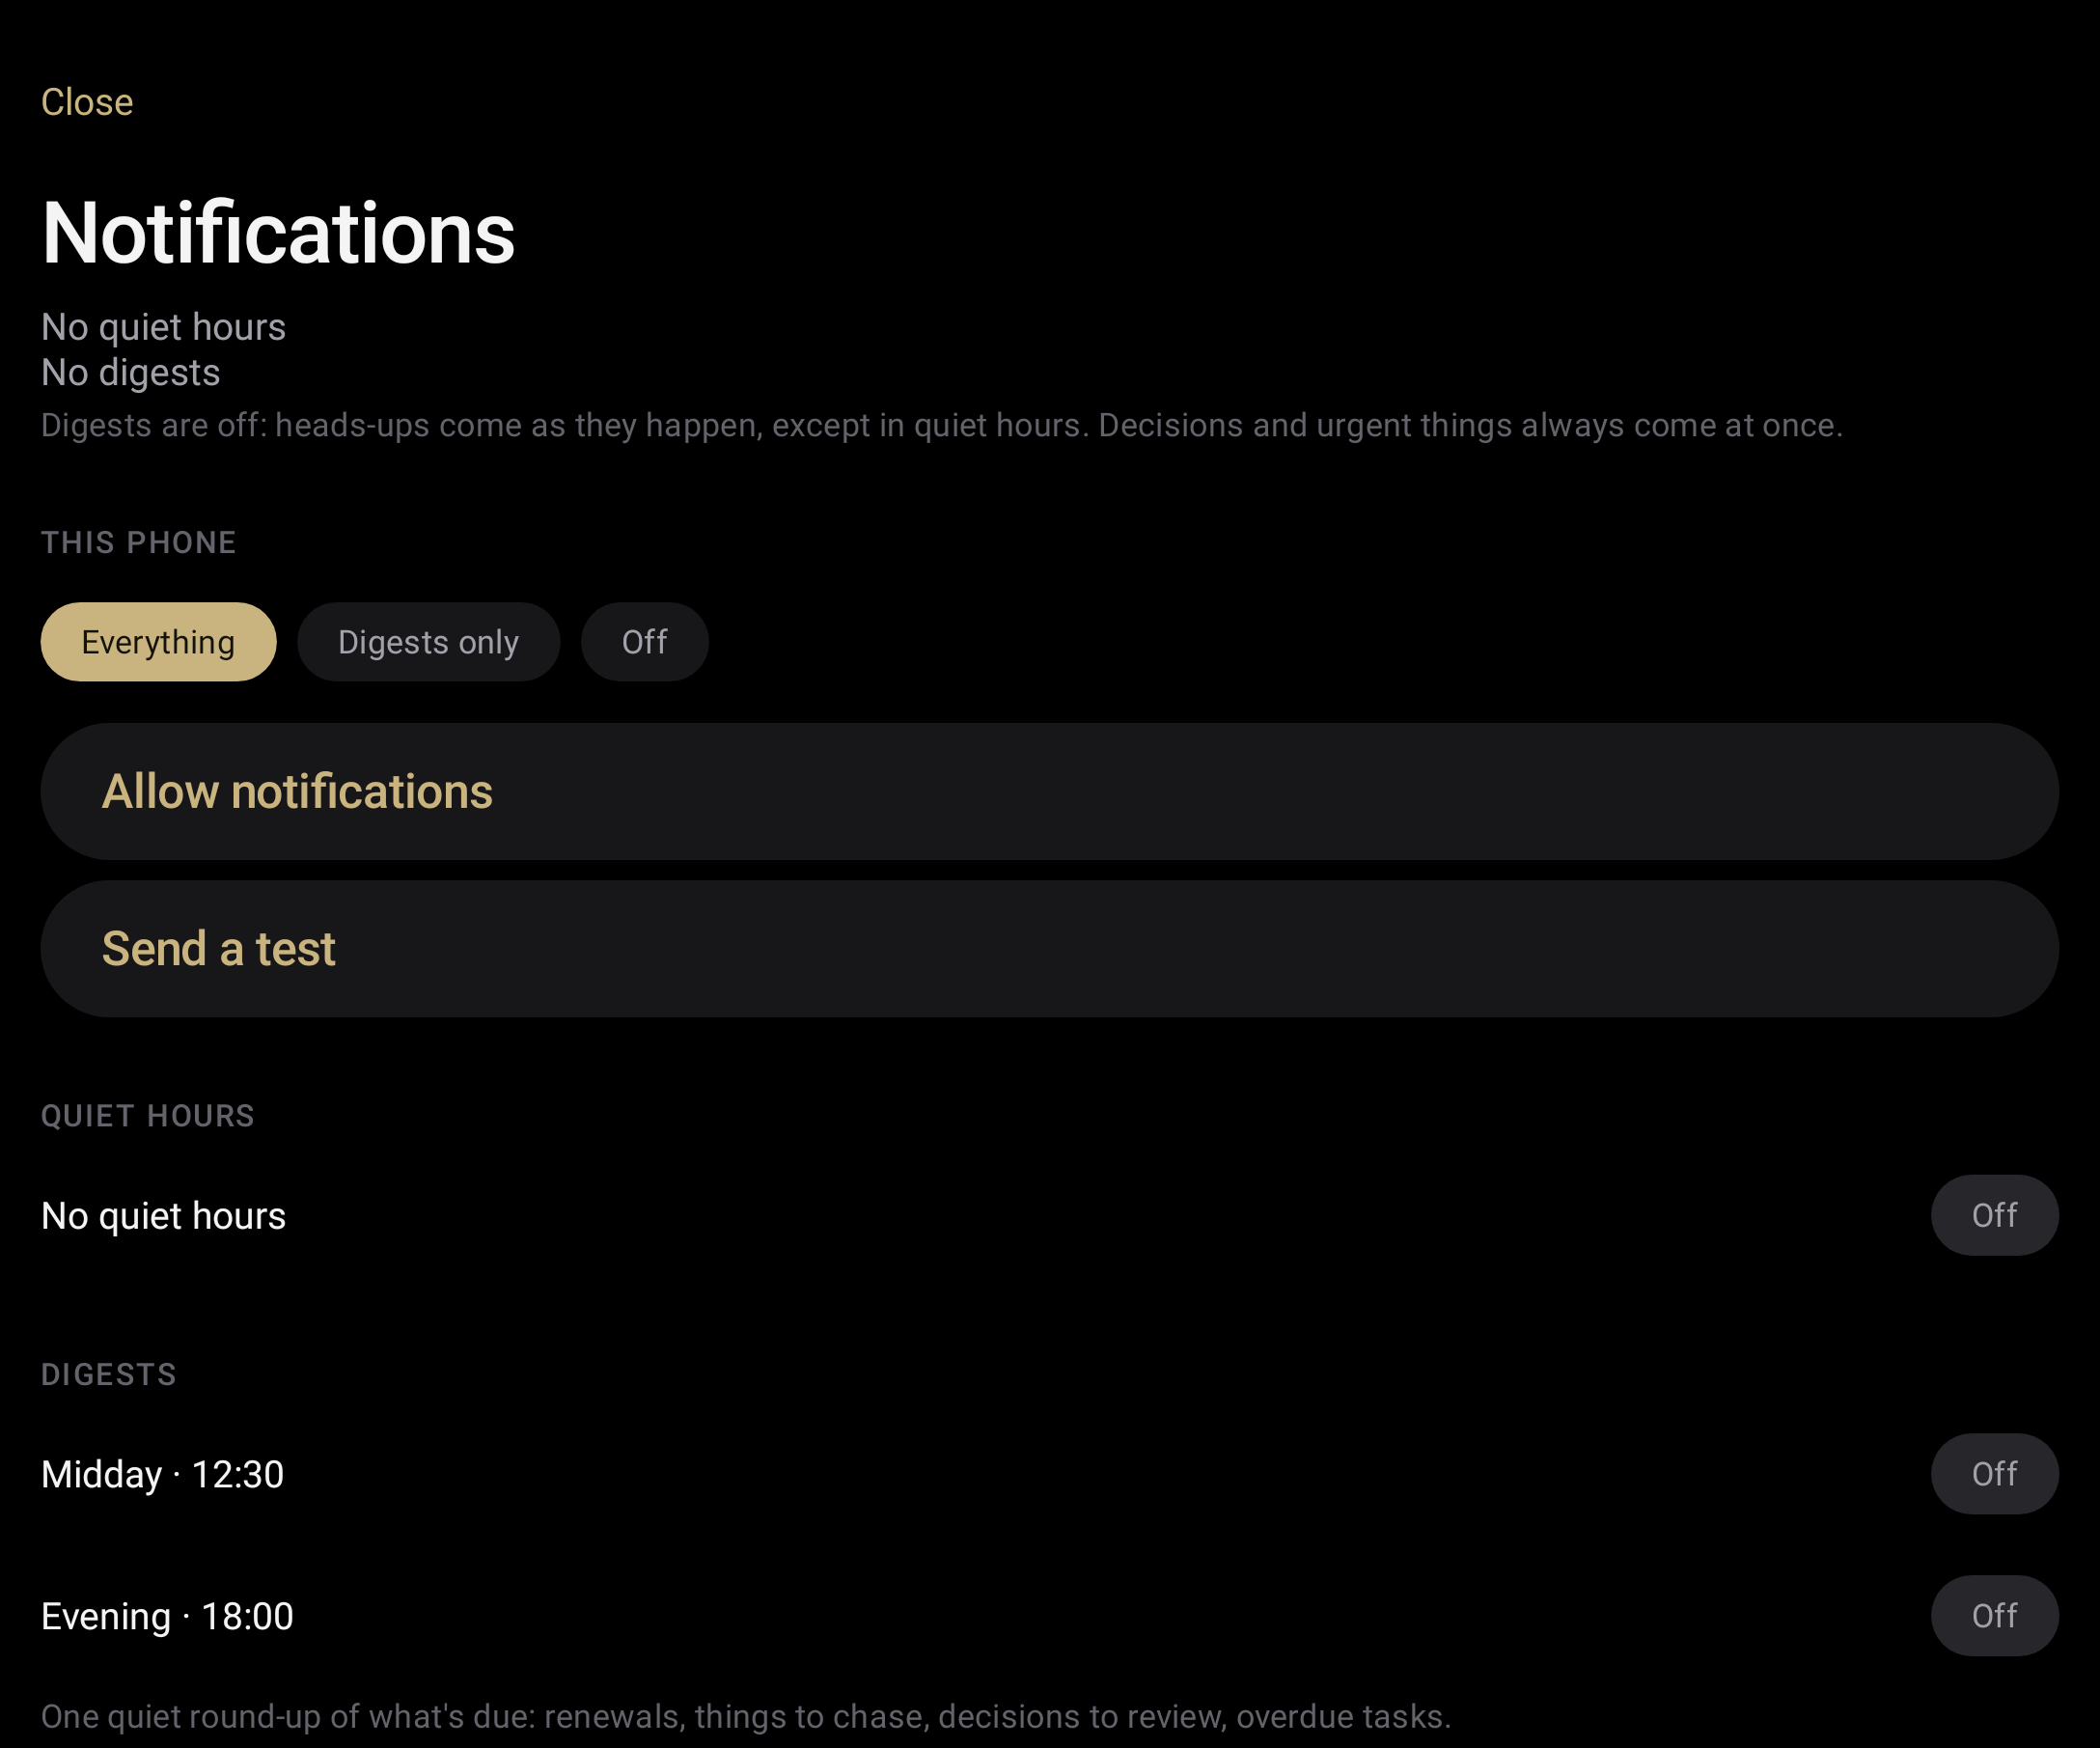 Close
Notifications
No quiet hours
No digests
Digests are off: heads-ups come as they happen, except in quiet hours. Decisions and urgent things always come at once.
THIS PHONE
Everything
Digests only
Off
Allow notifications
Send a test
QUIET HOURS
No quiet hours
Off
DIGESTS
Midday · 12:30
Off
Evening · 18:00
Off
One quiet round-up of what's due: renewals, things to chase, decisions to review, overdue tasks.